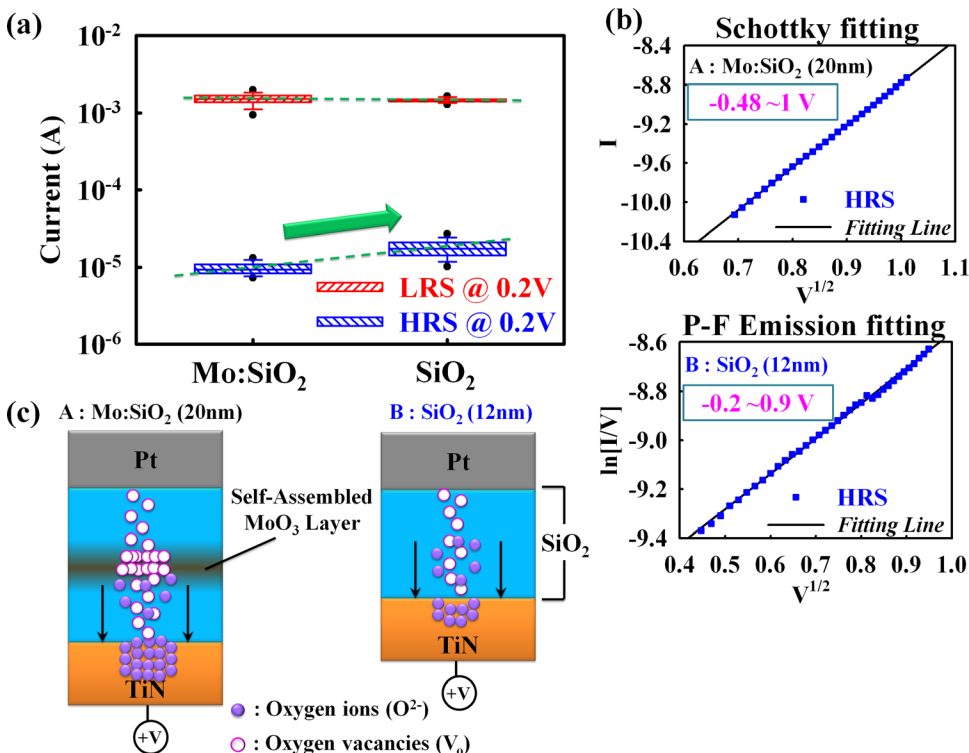 (a)
10⁻²
10⁻³
10⁻⁴
10⁻⁵
10⁻⁶
Current (A)
LRS @ 0.2V
HRS @ 0.2V
Mo:SiO₂
SiO₂
(b)
Schottky fitting
A : Mo:SiO₂ (20nm)
-0.48 ~1 V
HRS
Fitting Line
-8.4
-8.8
-9.2
-9.6
-10.0
-10.4
I
0.6 0.7 0.8 0.9 1.0 1.1
V^1/2
P-F Emission fitting
B : SiO₂ (12nm)
-0.2 ~0.9 V
HRS
Fitting Line
-8.6
-8.8
-9.0
-9.2
-9.4
ln[I/V]
0.4 0.5 0.6 0.7 0.8 0.9 1.0
V^1/2
(c)
A : Mo:SiO₂ (20nm)
Pt
Self-Assembled
MoO₃ Layer
TiN
+V
B : SiO₂ (12nm)
Pt
SiO₂
TiN
+V
: Oxygen ions (O²⁻)
: Oxygen vacancies (Vₒ)